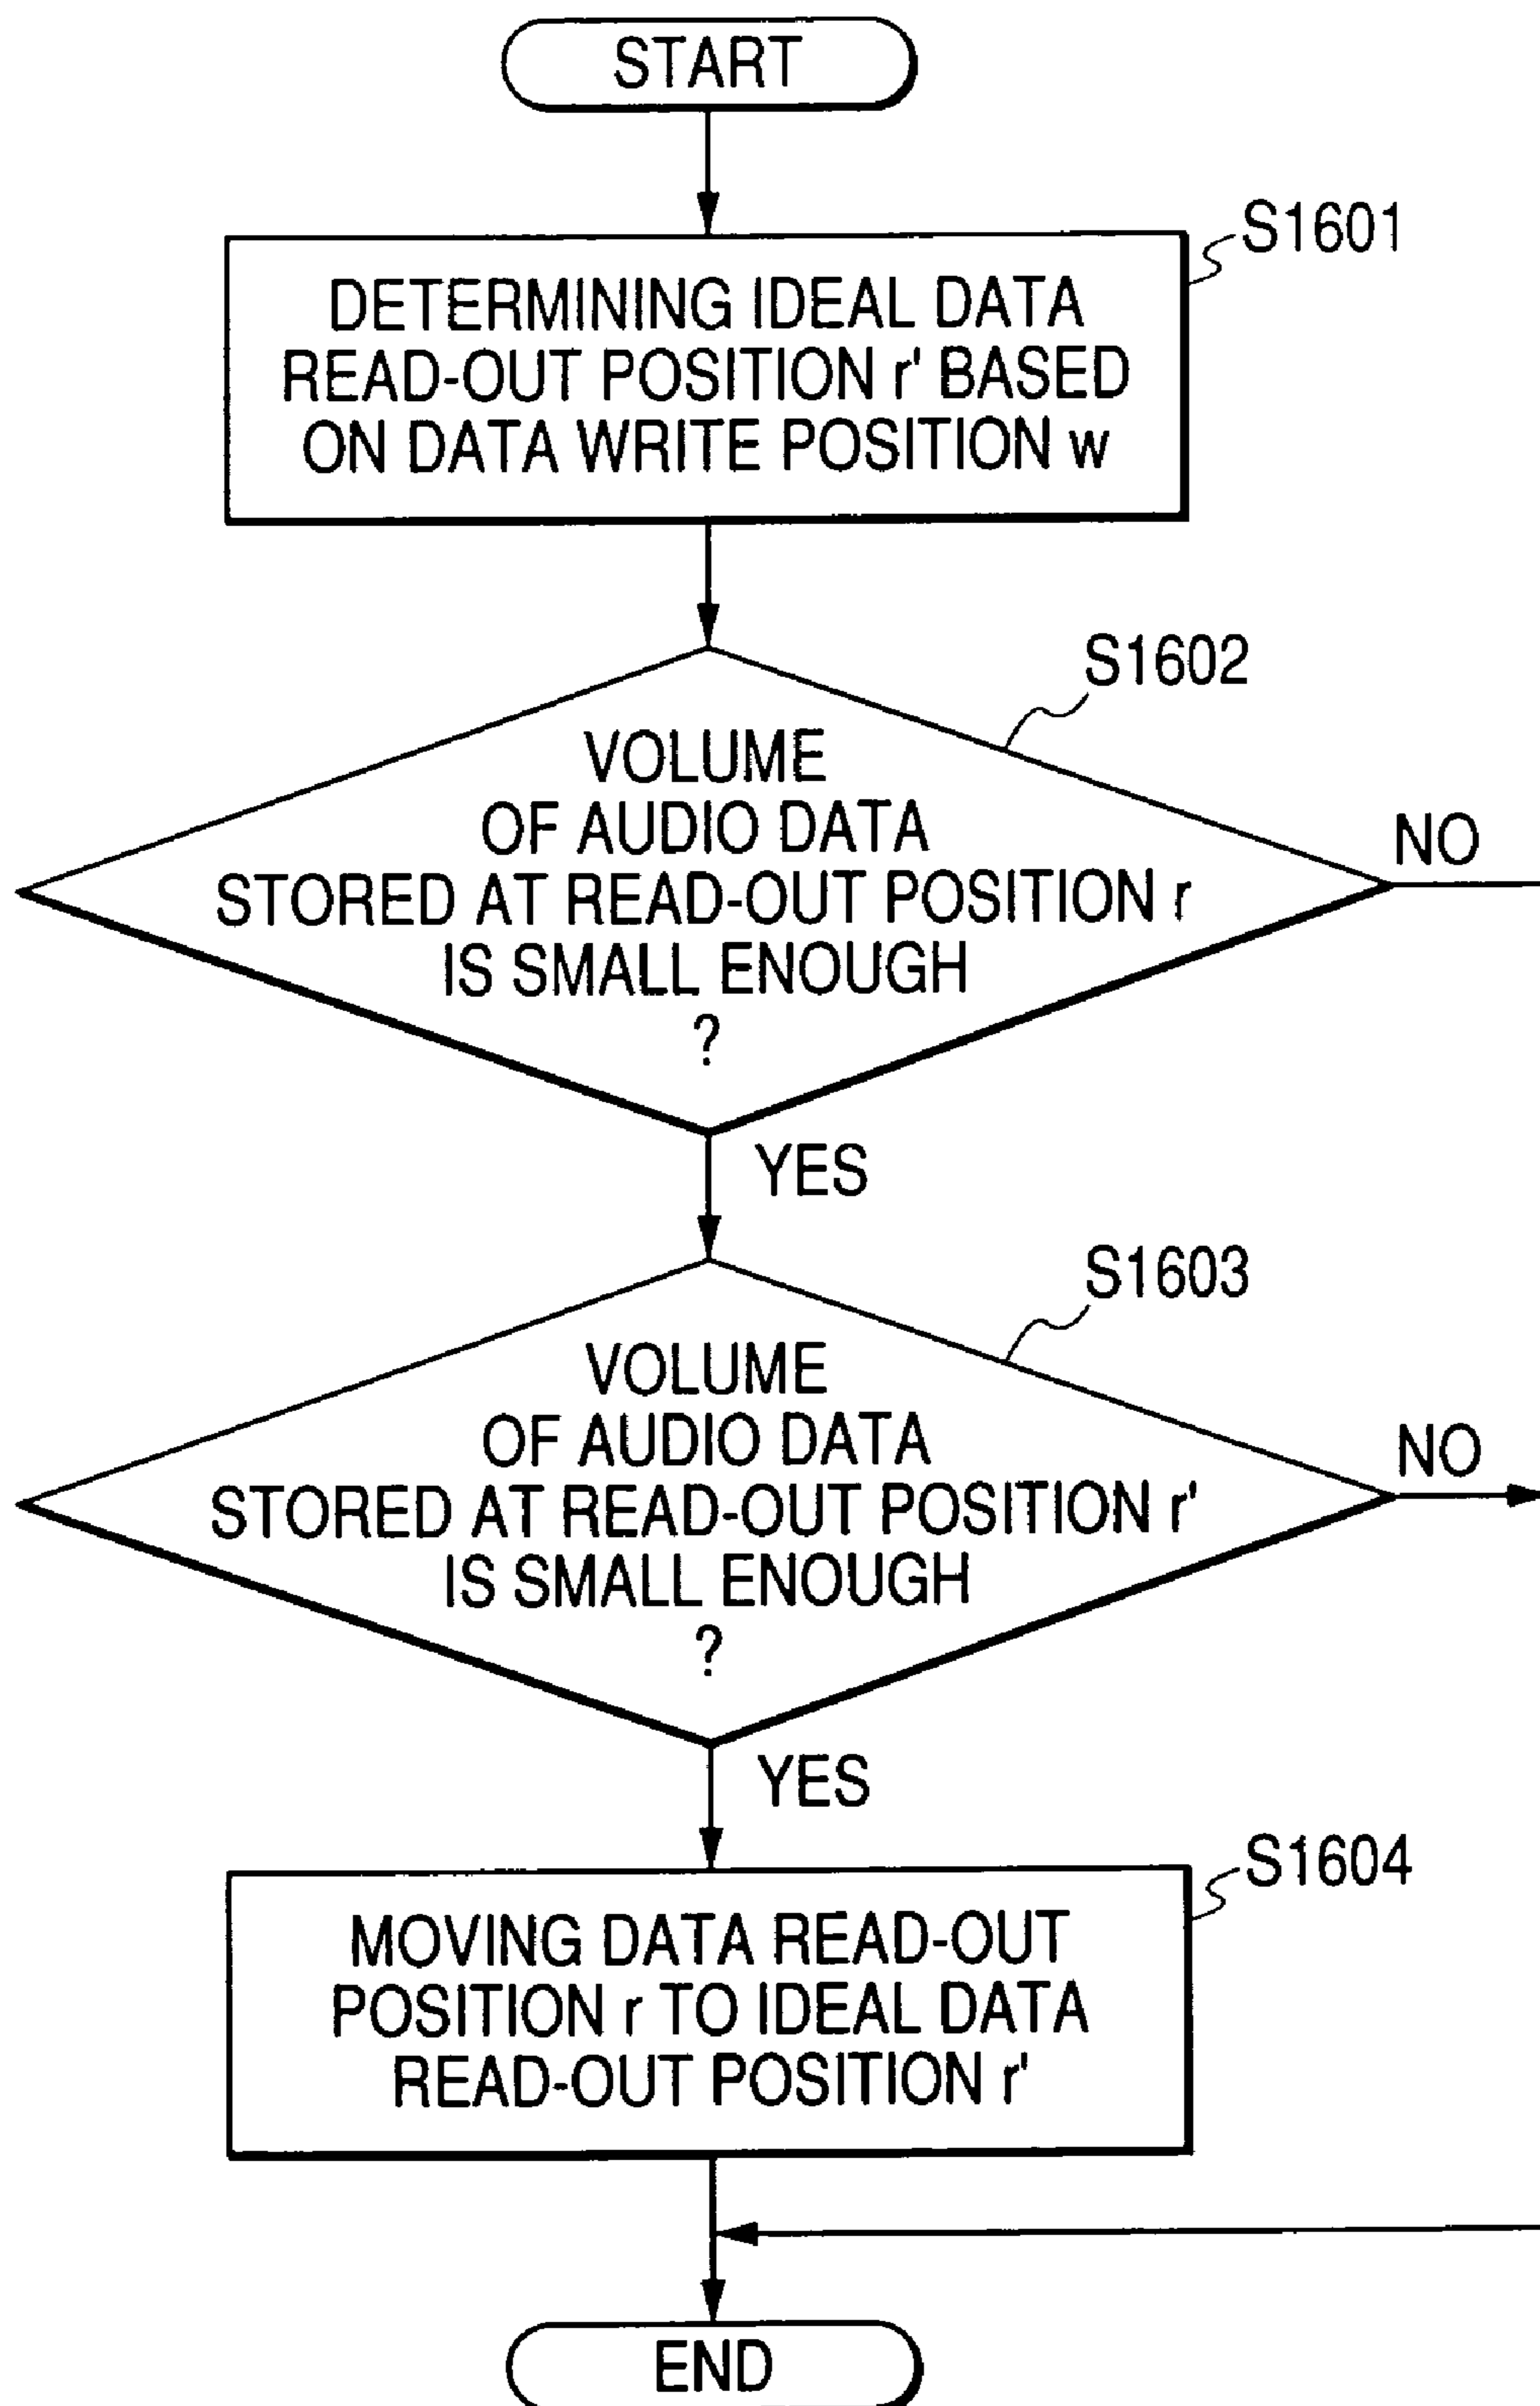 START
S1601
DETERMINING IDEAL DATA
READ-OUT POSITION r' BASED
ON DATA WRITE POSITION w
S1602
VOLUME
OF AUDIO DATA
STORED AT READ-OUT POSITION r
IS SMALL ENOUGH
?
NO
YES
S1603
VOLUME
OF AUDIO DATA
STORED AT READ-OUT POSITION r'
IS SMALL ENOUGH
?
NO
YES
S1604
MOVING DATA READ-OUT
POSITION r TO IDEAL DATA
READ-OUT POSITION r'
END